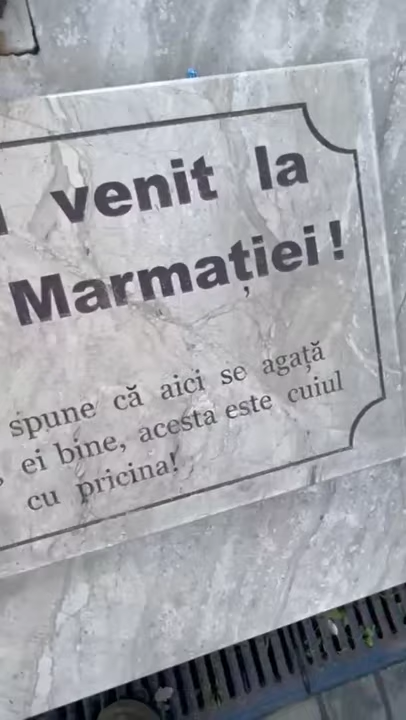 venit la
Marmației!
spune că aici se agață
, ei bine, acesta este cuiul
cu pricina!